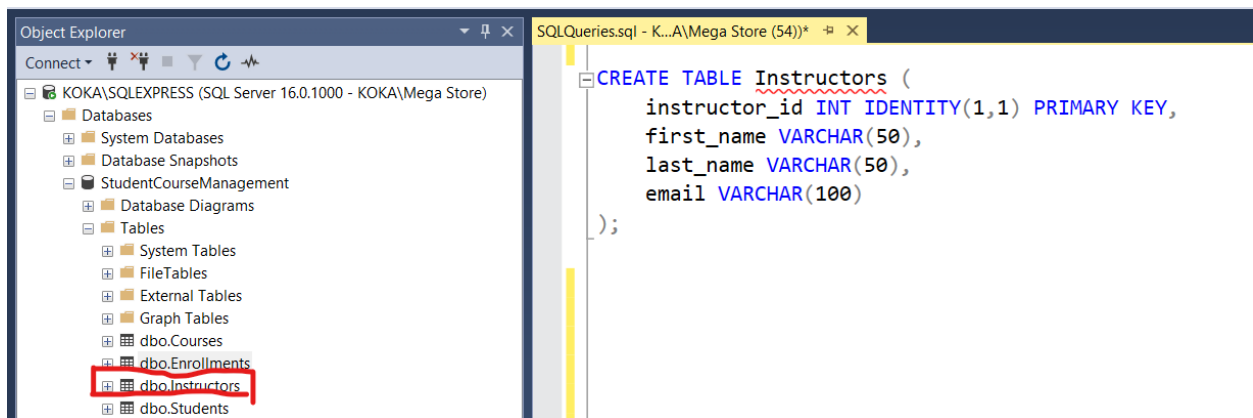 Object Explorer
Connect
KOKA\SQLEXPRESS (SQL Server 16.0.1000 - KOKA\Mega Store)
Databases
System Databases
Database Snapshots
StudentCourseManagement
Database Diagrams
Tables
System Tables
FileTables
External Tables
Graph Tables
dbo.Courses
dbo.Enrollments
dbo.Instructors
dbo.Students
SQLQueries.sql - K...A\Mega Store (54))*
CREATE TABLE Instructors (
instructor_id INT IDENTITY(1,1) PRIMARY KEY,
first_name VARCHAR(50),
last_name VARCHAR(50),
email VARCHAR(100)
);